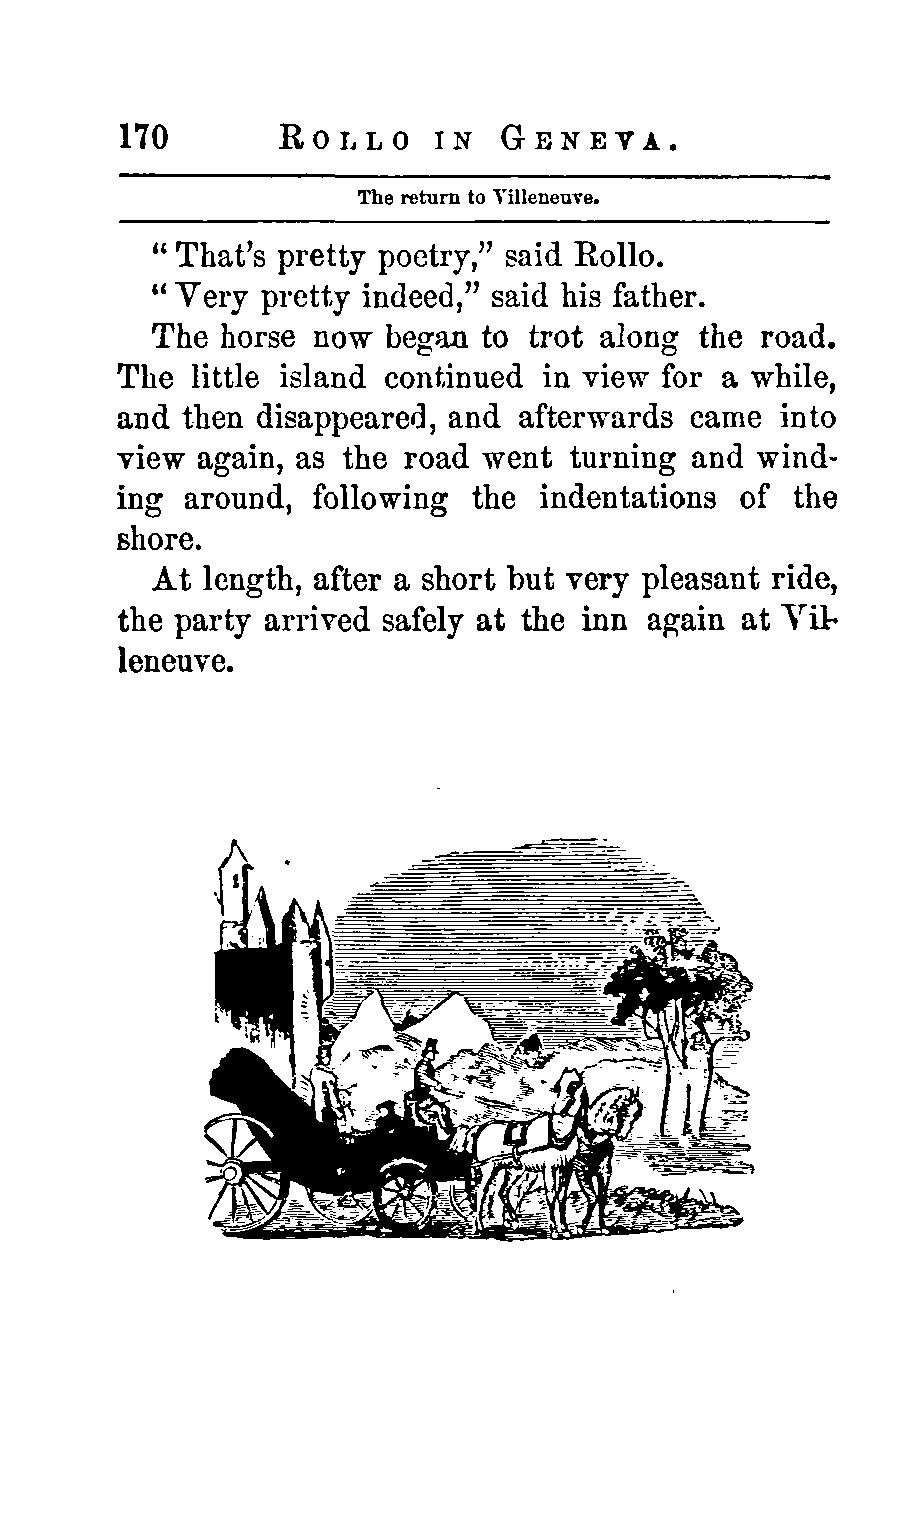 170 ROLLO IN GENEVA.
The return to Villeneuve.
“That’s pretty poetry,” said Rollo.
“Very pretty indeed,” said his father.
The horse now began to trot along the road.
The little island continued in view for a while,
and then disappeared, and afterwards came into
view again, as the road went turning and wind-
ing around, following the indentations of the
shore.
At length, after a short but very pleasant ride,
the party arrived safely at the inn again at Vil-
leneuve.